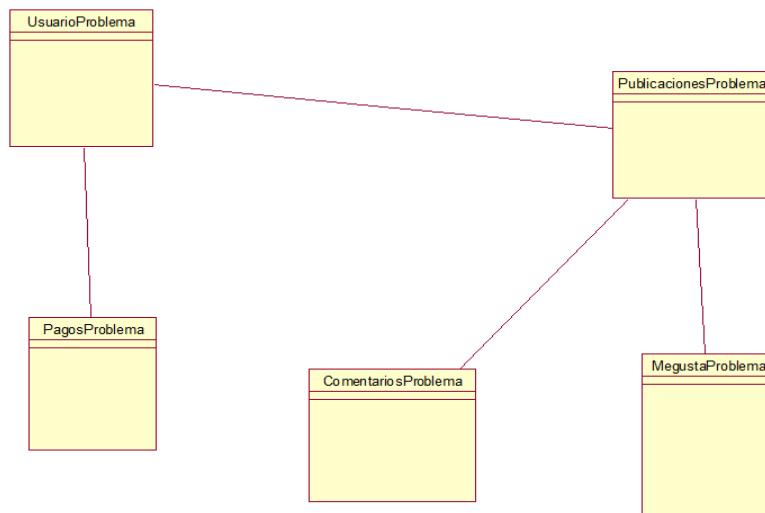 UsuarioProblema
PublicacionesProblema
PagosProblema
ComentariosProblema
MegustaProblema